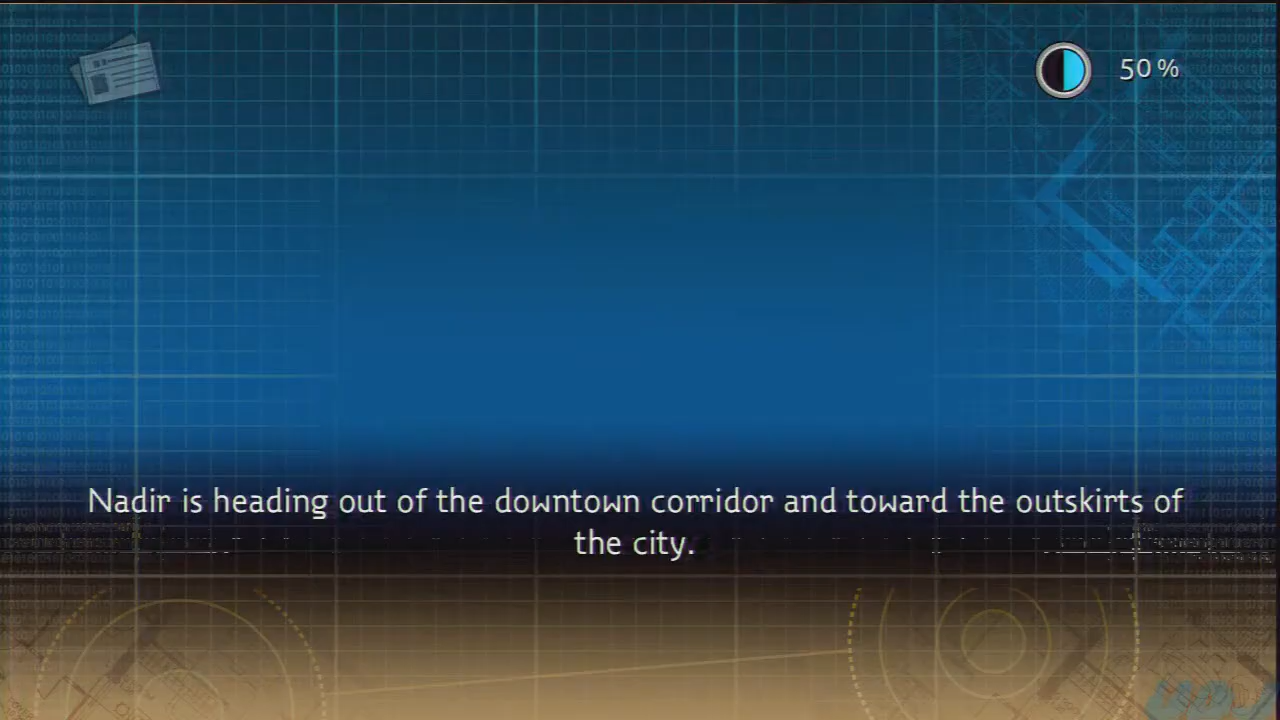 50%
Nadir is heading out of the downtown corridor and toward the outskirts of
the city.